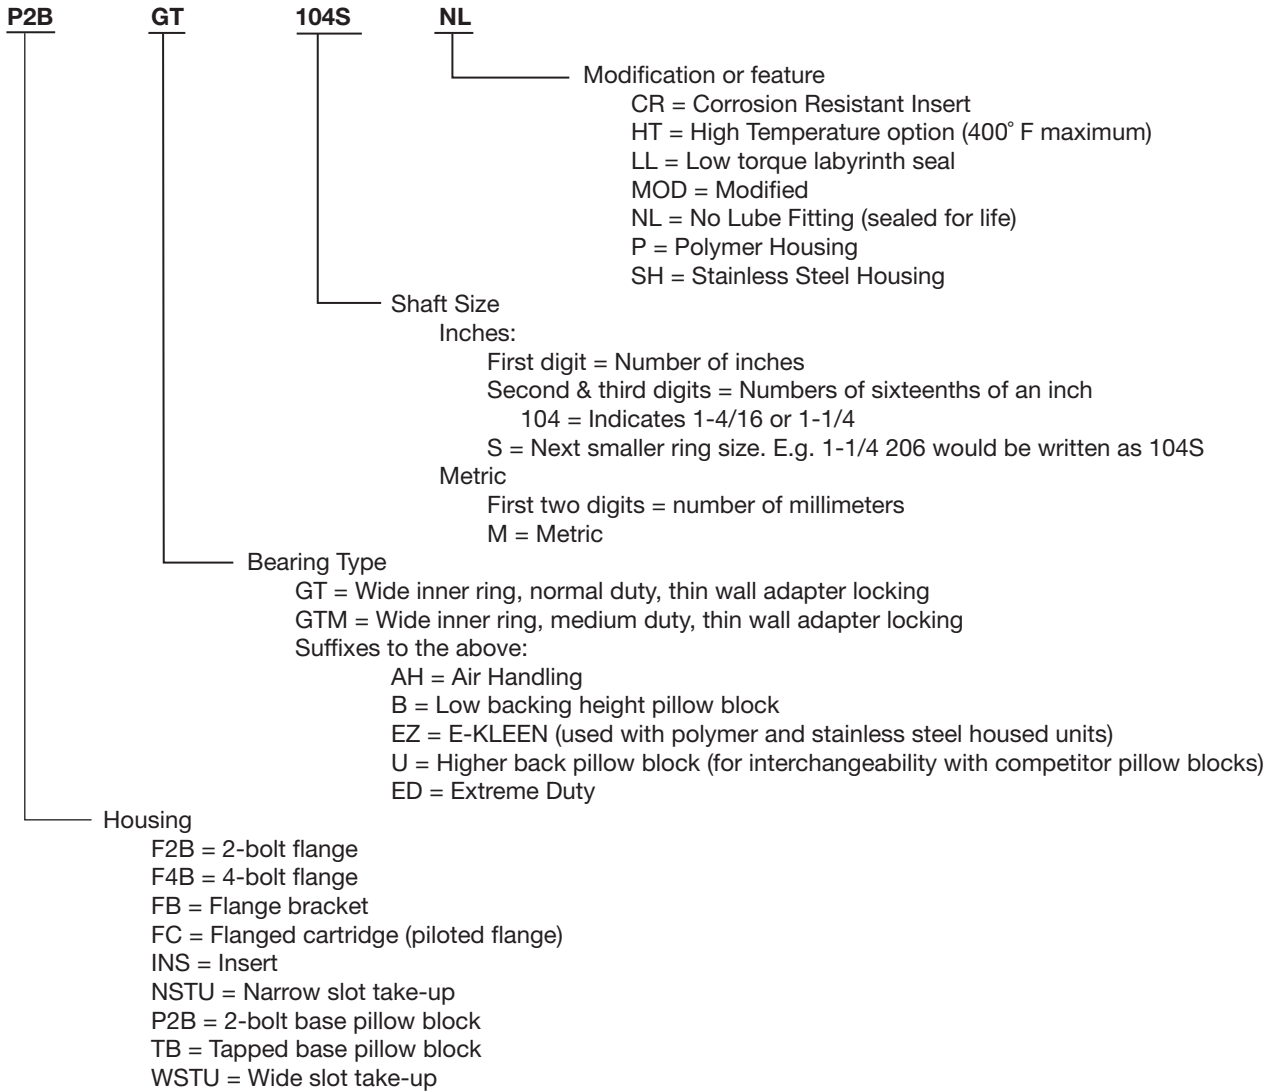 P2B GT 104S NL
Modification or feature
CR = Corrosion Resistant Insert
HT = High Temperature option (400˚ F maximum)
LL = Low torque labyrinth seal
MOD = Modified
NL = No Lube Fitting (sealed for life)
P = Polymer Housing
SH = Stainless Steel Housing
Shaft Size
Inches:
First digit = Number of inches
Second & third digits = Numbers of sixteenths of an inch
104 = Indicates 1-4/16 or 1-1/4
S = Next smaller ring size. E.g. 1-1/4 206 would be written as 104S
Metric
First two digits = number of millimeters
M = Metric
Bearing Type
GT = Wide inner ring, normal duty, thin wall adapter locking
GTM = Wide inner ring, medium duty, thin wall adapter locking
Suffixes to the above:
AH = Air Handling
B = Low backing height pillow block
EZ = E-KLEEN (used with polymer and stainless steel housed units)
U = Higher back pillow block (for interchangeability with competitor pillow blocks)
ED = Extreme Duty
Housing
F2B = 2-bolt flange
F4B = 4-bolt flange
FB = Flange bracket
FC = Flanged cartridge (piloted flange)
INS = Insert
NSTU = Narrow slot take-up
P2B = 2-bolt base pillow block
TB = Tapped base pillow block
WSTU = Wide slot take-up